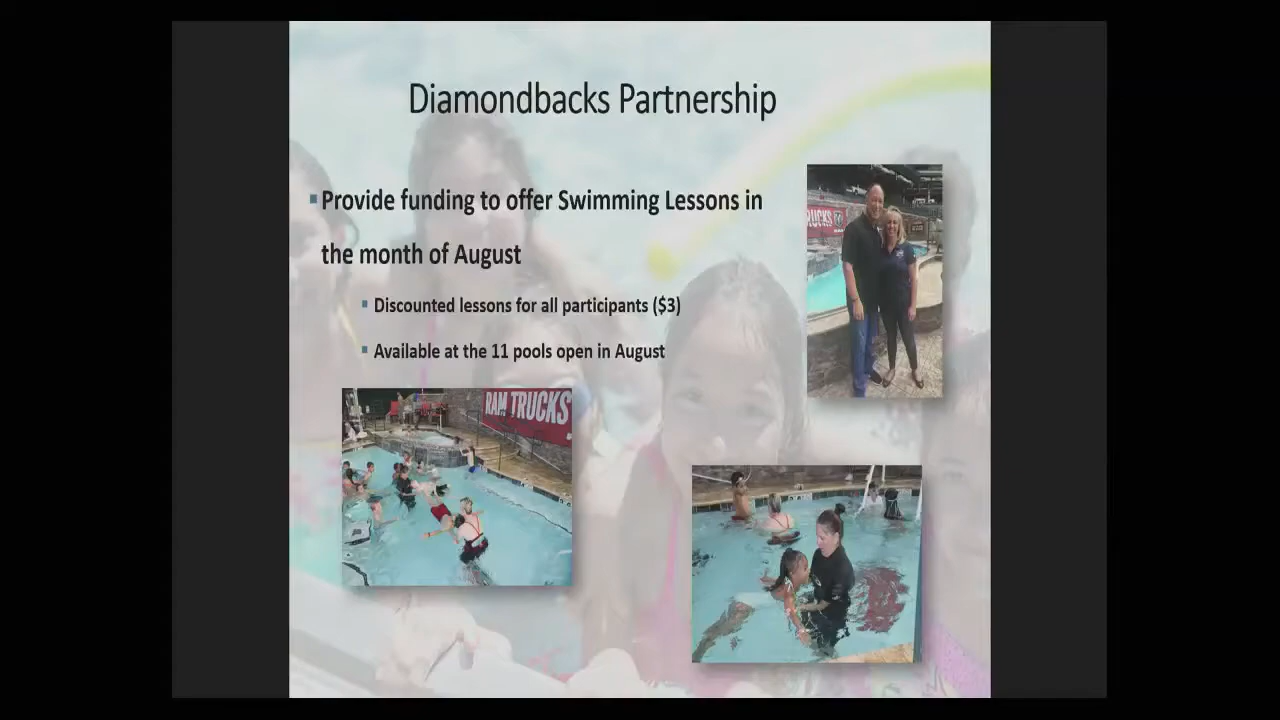 Diamondbacks Partnership
Provide funding to offer Swimming Lessons in
the month of August
Discounted lessons for all participants ($3)
Available at the 11 pools open in August
RUCKS
RAM TRUCKS